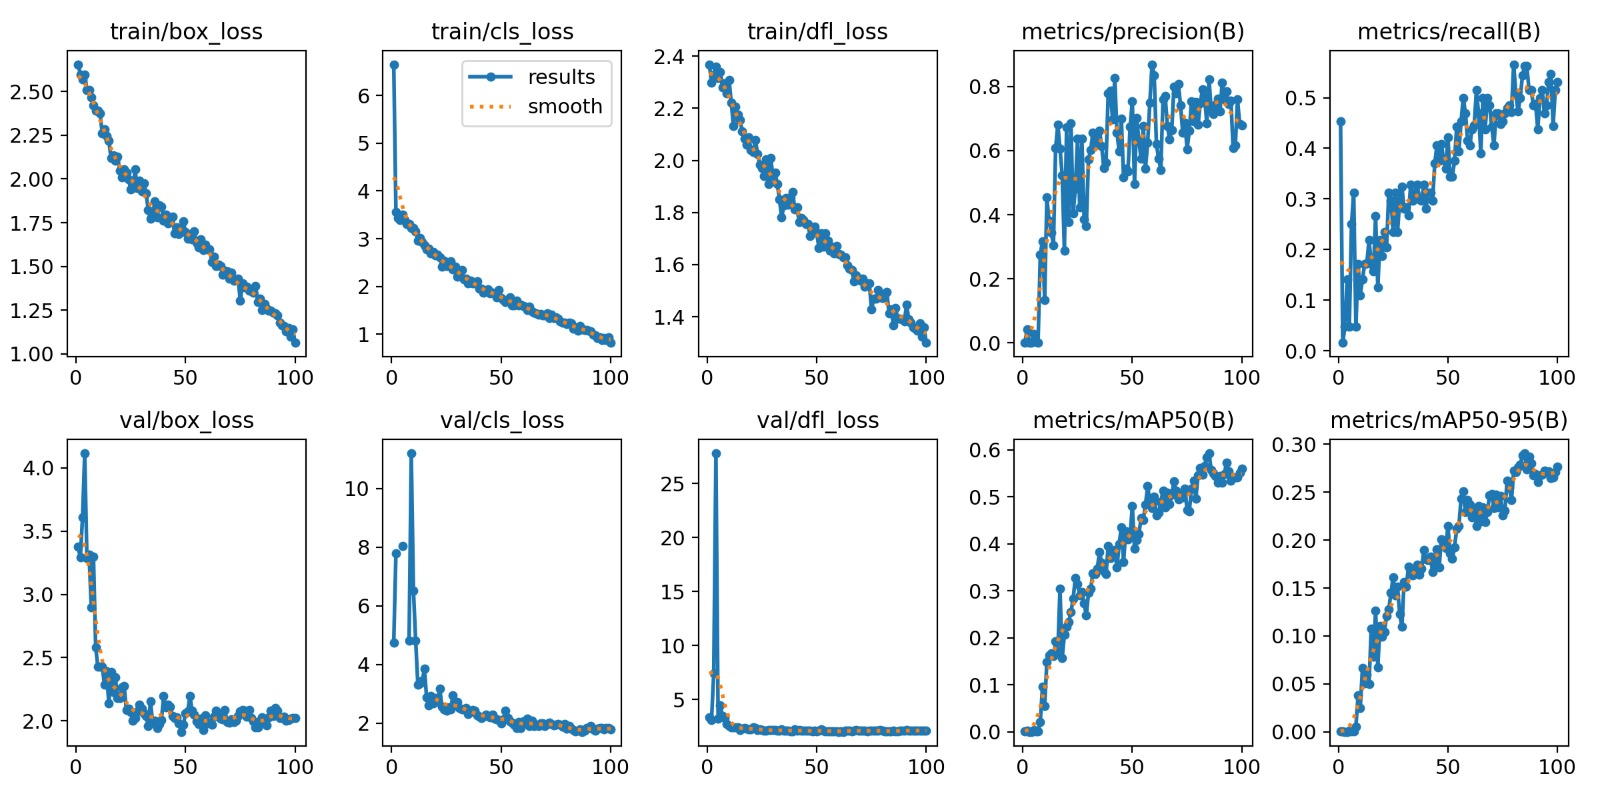 train/box_loss
train/cls_loss
train/dfl_loss
metrics/precision(B)
metrics/recall(B)
2.50
2.25
2.00
1.75
1.50
1.25
1.00
0 50 100
results
smooth
6
5
4
3
2
1
0 50 100
2.4
2.2
2.0
1.8
1.6
1.4
0 50 100
0.8
0.6
0.4
0.2
0.0
0 50 100
0.5
0.4
0.3
0.2
0.1
0.0
0 50 100
val/box_loss
val/cls_loss
val/dfl_loss
metrics/mAP50(B)
metrics/mAP50-95(B)
4.0
3.5
3.0
2.5
2.0
0 50 100
10
8
6
4
2
0 50 100
25
20
15
10
5
0 50 100
0.6
0.5
0.4
0.3
0.2
0.1
0.0
0 50 100
0.30
0.25
0.20
0.15
0.10
0.05
0.00
0 50 100